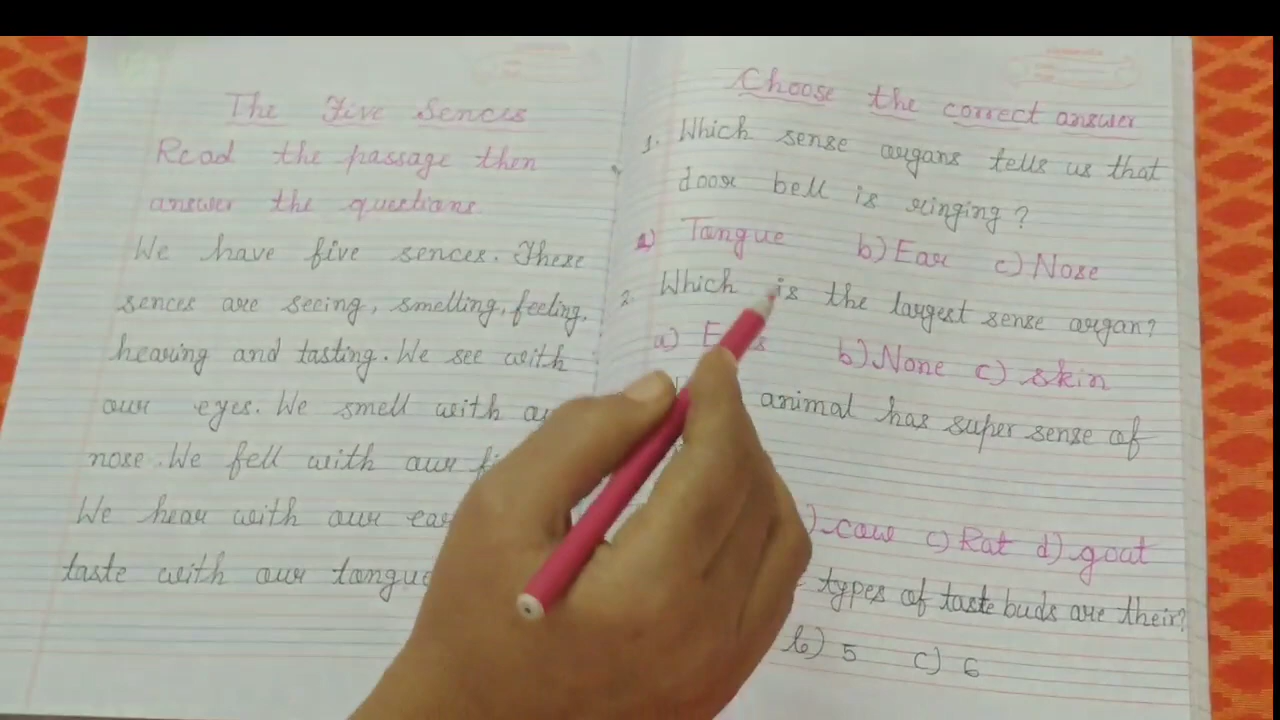 The Five Sences
Read the passage then
answer the questions.
We have five sences. These
sences are seeing, smelling, feeling,
hearing and tasting. We see with
our eyes. We smell with
nose. We fell with our
We hear with our
taste with our
Choose the correct answer
1. Which sense organs tells us that
door bell is ringing?
a) Tangue b) Ear c) Nose
2. Which is the largest sense organ?
a) b) None c) skin
animal has super sense of
cow c) Rat d) goat
types of taste buds are their?
b) 5 c) 6